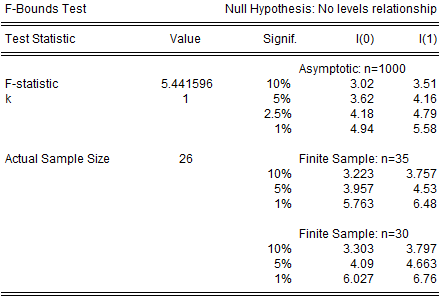 F-Bounds Test Null Hypothesis: No levels relationship
Test Statistic Value Signif. I(0) I(1)
Asymptotic: n=1000
F-statistic 5.441596 10% 3.02 3.51
k 1 5% 3.62 4.16
2.5% 4.18 4.79
1% 4.94 5.58
Actual Sample Size 26 Finite Sample: n=35
10% 3.223 3.757
5% 3.957 4.53
1% 5.763 6.48
Finite Sample: n=30
10% 3.303 3.797
5% 4.09 4.663
1% 6.027 6.76